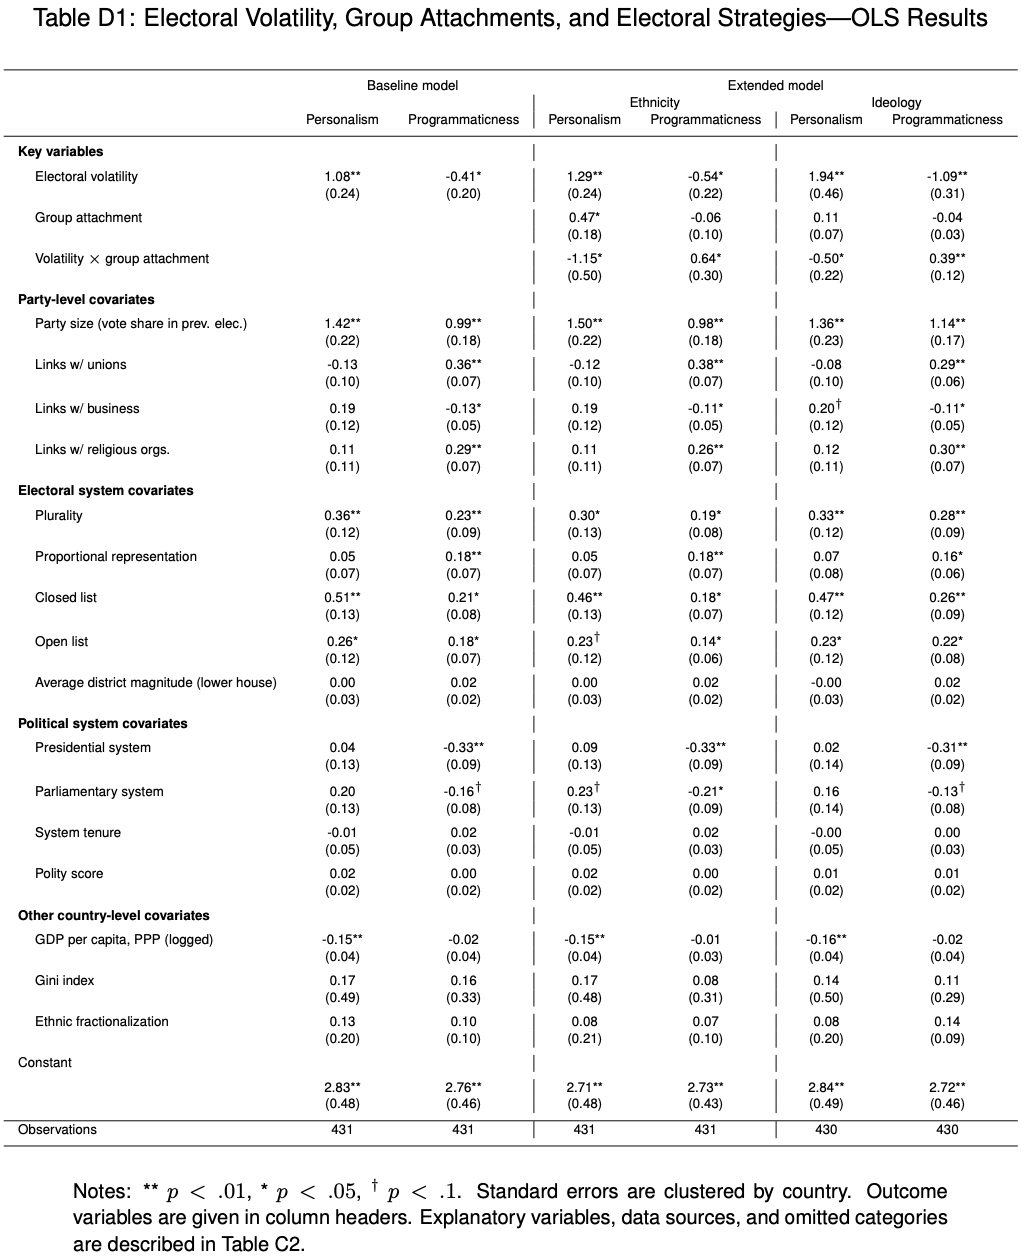 Table D1: Electoral Volatility, Group Attachments, and Electoral Strategies—OLS Results
Baseline model Extended model
Ethnicity Ideology
Personalism Programmaticness Personalism Programmaticness Personalism Programmaticness
Key variables
Electoral volatility 1.08** -0.41* 1.29** -0.54* 1.94** -1.09**
(0.24) (0.20) (0.24) (0.22) (0.46) (0.31)
Group attachment 0.47* -0.06 0.11 -0.04
(0.18) (0.10) (0.07) (0.03)
Volatility × group attachment -1.15* 0.64* -0.50* 0.39**
(0.50) (0.30) (0.22) (0.12)
Party-level covariates
Party size (vote share in prev. elec.) 1.42** 0.99** 1.50** 0.98** 1.36** 1.14**
(0.22) (0.18) (0.22) (0.18) (0.23) (0.17)
Links w/ unions -0.13 0.36** -0.12 0.38** -0.08 0.29**
(0.10) (0.07) (0.10) (0.07) (0.10) (0.06)
Links w/ business 0.19 -0.13* 0.19 -0.11* 0.20† -0.11*
(0.12) (0.05) (0.12) (0.05) (0.12) (0.05)
Links w/ religious orgs. 0.11 0.29** 0.11 0.26** 0.12 0.30**
(0.11) (0.07) (0.11) (0.07) (0.11) (0.07)
Electoral system covariates
Plurality 0.36** 0.23** 0.30* 0.19* 0.33** 0.28**
(0.12) (0.09) (0.13) (0.08) (0.12) (0.09)
Proportional representation 0.05 0.18** 0.05 0.18** 0.07 0.16*
(0.07) (0.07) (0.07) (0.07) (0.08) (0.06)
Closed list 0.51** 0.21* 0.46** 0.18* 0.47** 0.26**
(0.13) (0.08) (0.13) (0.07) (0.12) (0.09)
Open list 0.26* 0.18* 0.23† 0.14* 0.23* 0.22*
(0.12) (0.07) (0.12) (0.06) (0.12) (0.08)
Average district magnitude (lower house) 0.00 0.02 0.00 0.02 -0.00 0.02
(0.03) (0.02) (0.03) (0.02) (0.03) (0.02)
Political system covariates
Presidential system 0.04 -0.33** 0.09 -0.33** 0.02 -0.31**
(0.13) (0.09) (0.13) (0.09) (0.14) (0.09)
Parliamentary system 0.20 -0.16† 0.23† -0.21* 0.16 -0.13†
(0.13) (0.08) (0.13) (0.09) (0.14) (0.08)
System tenure -0.01 0.02 -0.01 0.02 -0.00 0.00
(0.05) (0.03) (0.05) (0.03) (0.05) (0.03)
Polity score 0.02 0.00 0.02 0.00 0.01 0.01
(0.02) (0.02) (0.02) (0.02) (0.02) (0.02)
Other country-level covariates
GDP per capita, PPP (logged) -0.15** -0.02 -0.15** -0.01 -0.16** -0.02
(0.04) (0.04) (0.04) (0.03) (0.04) (0.04)
Gini index 0.17 0.16 0.17 0.08 0.14 0.11
(0.49) (0.33) (0.48) (0.31) (0.50) (0.29)
Ethnic fractionalization 0.13 0.10 0.08 0.07 0.08 0.14
(0.20) (0.10) (0.21) (0.10) (0.20) (0.09)
Constant
2.83** 2.76** 2.71** 2.73** 2.84** 2.72**
(0.48) (0.46) (0.48) (0.43) (0.49) (0.46)
Observations 431 431 431 431 430 430
Notes: ** p < .01, * p < .05, † p < .1. Standard errors are clustered by country. Outcome
variables are given in column headers. Explanatory variables, data sources, and omitted categories
are described in Table C2.